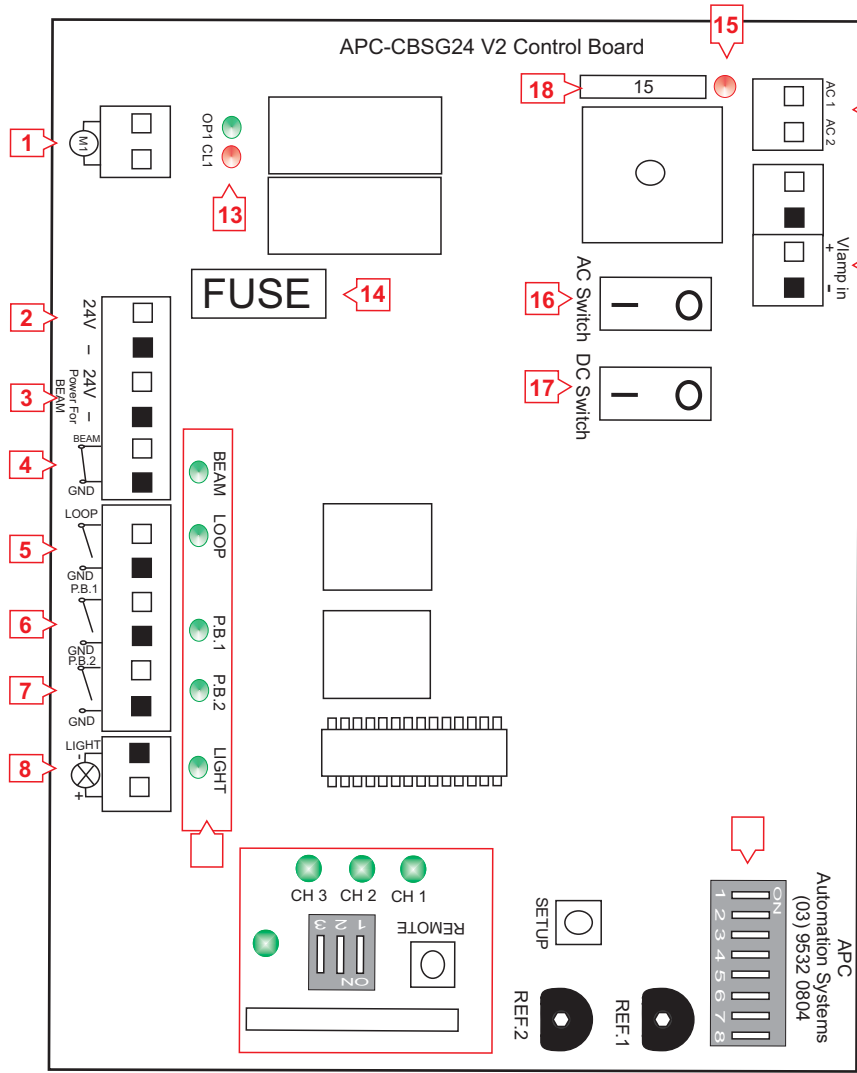 APC-CBSG24 V2 Control Board
15
18
15
AC 1
AC 2
1
M1
OP1 CL1
13
Vlamp in
+ -
FUSE
14
16
AC Switch
17
DC Switch
2
24V
-
3
24V
-
Power For
BEAM
4
BEAM
GND
5
LOOP
GND
6
P.B.1
GND
7
P.B.2
GND
8
LIGHT
-
+
BEAM
LOOP
P.B.1
P.B.2
LIGHT
CH 3
CH 2
CH 1
1
2
3
ON
REMOTE
SETUP
REF.2
REF.1
ON
1
2
3
4
5
6
7
8
APC
Automation Systems
(03) 9532 0804